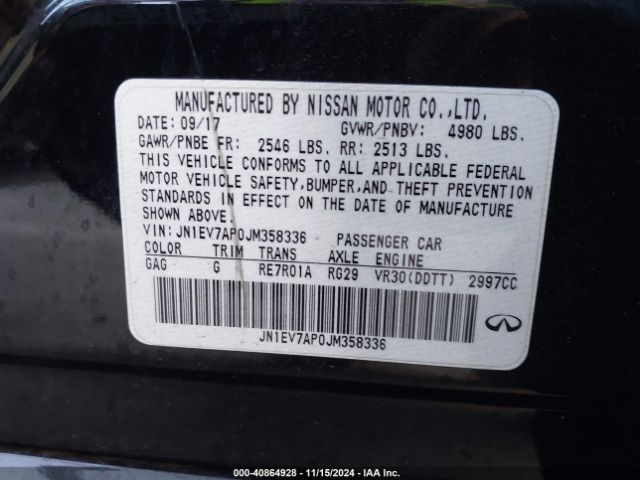 MANUFACTURED BY NISSAN MOTOR CO.,LTD.
DATE: 09/17 GVWR/PNBV: 4980 LBS.
GAWR/PNBE FR: 2546 LBS. RR: 2513 LBS.
THIS VEHICLE CONFORMS TO ALL APPLICABLE FEDERAL
MOTOR VEHICLE SAFETY,BUMPER,AND THEFT PREVENTION
STANDARDS IN EFFECT ON THE DATE OF MANUFACTURE
SHOWN ABOVE.
VIN: JN1EV7AP0JM358336 PASSENGER CAR
COLOR TRIM TRANS AXLE ENGINE
GAG G RE7R01A RG29 VR30(DDTT) 2997CC
JN1EV7AP0JM358336
000-40864928 - 11/15/2024 - IAA Inc.